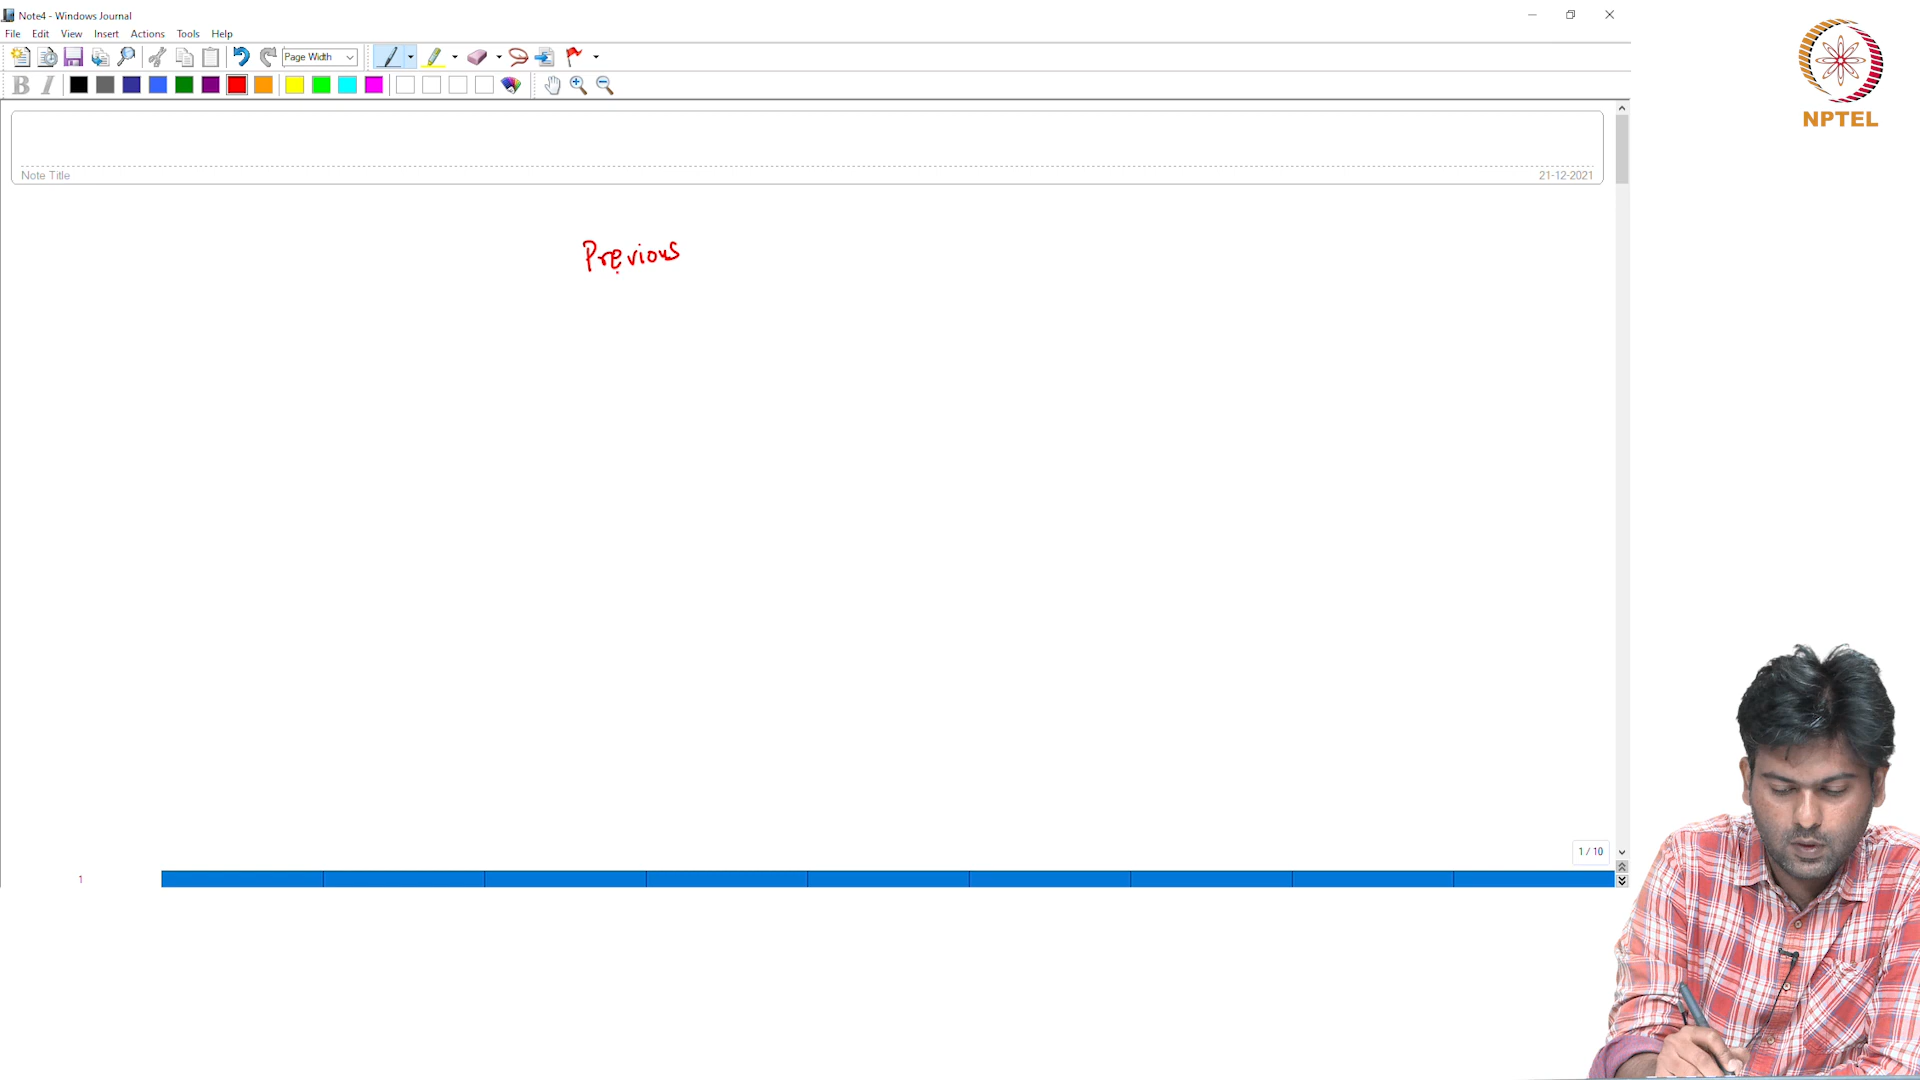 Note4 - Windows Journal
File Edit View Insert Actions Tools Help
Page Width
B I
NPTEL
Note Title
21-12-2021
Previous
1 / 10
1